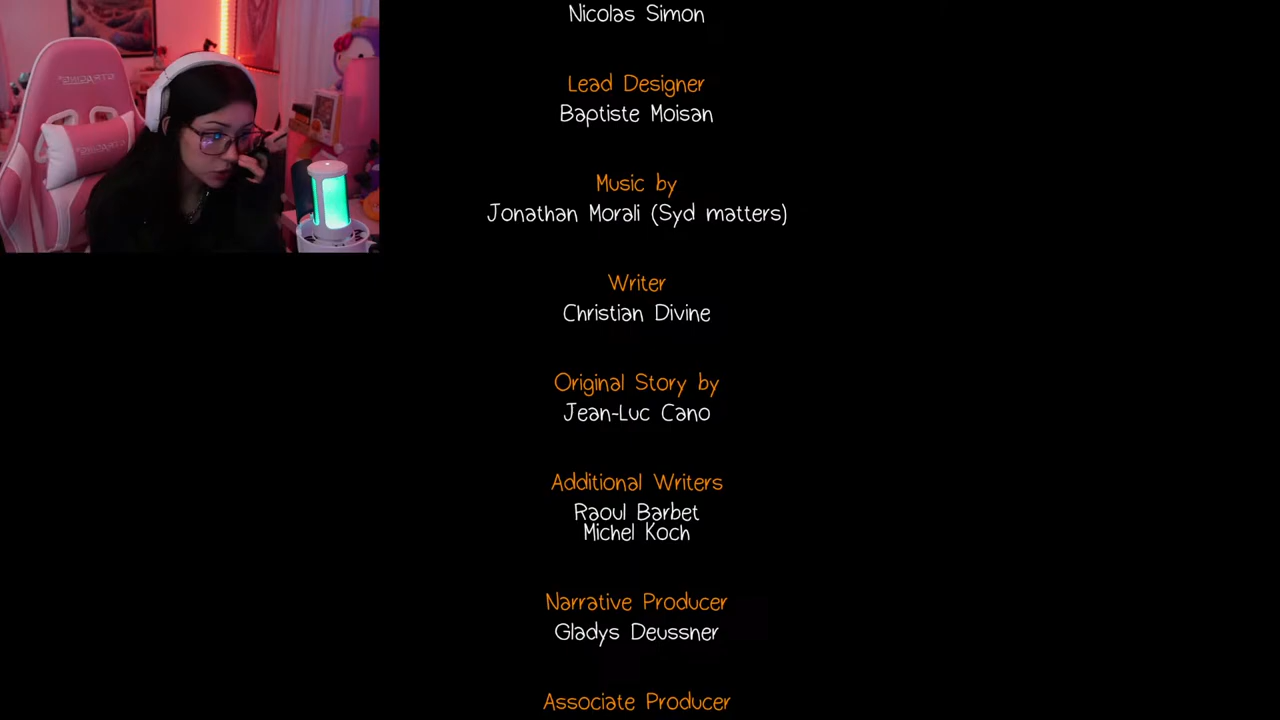 Nicolas Simon
Lead Designer
Baptiste Moisan
Music by
Jonathan Morali (Syd matters)
Writer
Christian Divine
Original Story by
Jean-Luc Cano
Additional Writers
Raoul Barbet
Michel Koch
Narrative Producer
Gladys Deussner
Associate Producer